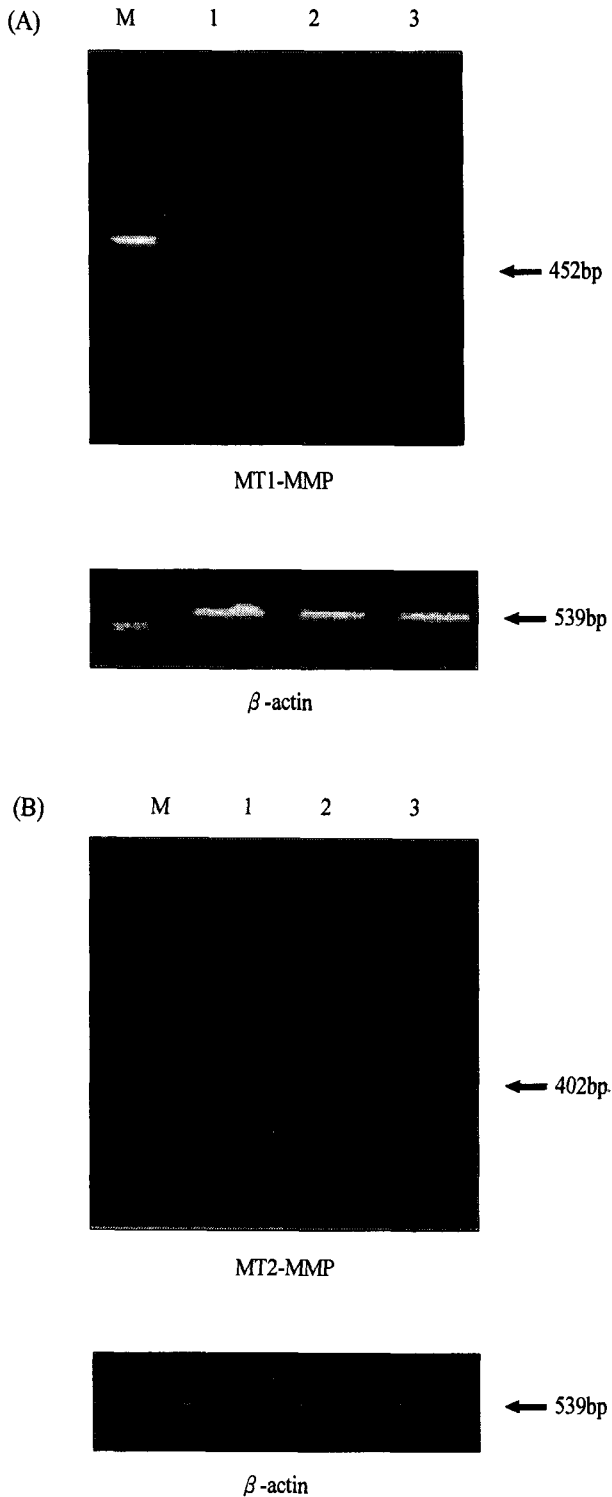 (A) M 1 2 3
452bp
MT1-MMP
539bp
β-actin
(B) M 1 2 3
402bp
MT2-MMP
539bp
β-actin